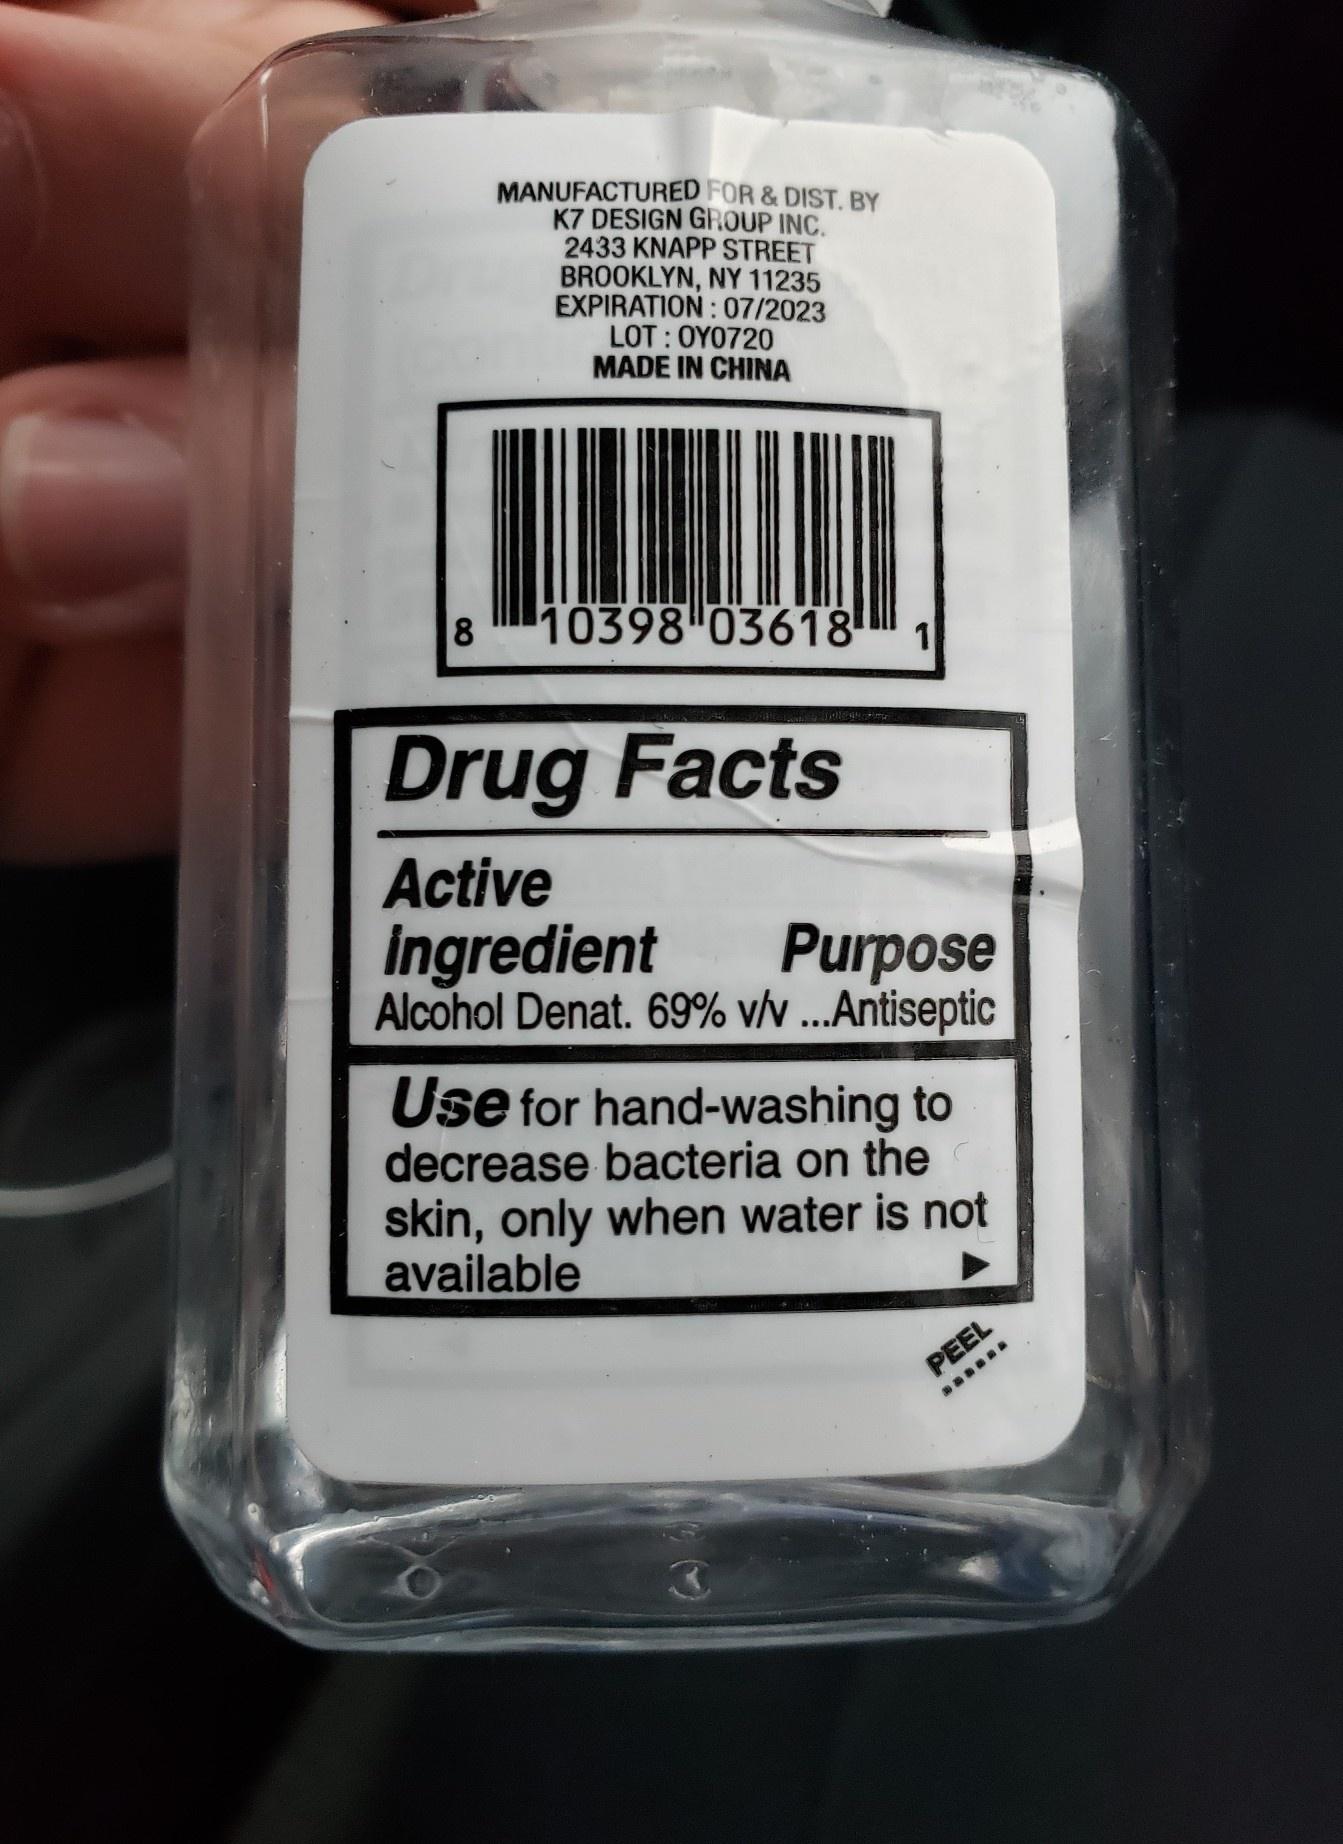 MANUFACTURED FOR & DIST. BY
K7 DESIGN GROUP INC.
2433 KNAPP STREET
BROOKLYN, NY 11235
EXPIRATION : 07/2023
LOT : OY0720
MADE IN CHINA
8 10398 03618 1
Drug Facts
Active
ingredient Purpose
Alcohol Denat. 69% v/v ...Antiseptic
Use for hand-washing to
decrease bacteria on the
skin, only when water is not
available
PEEL